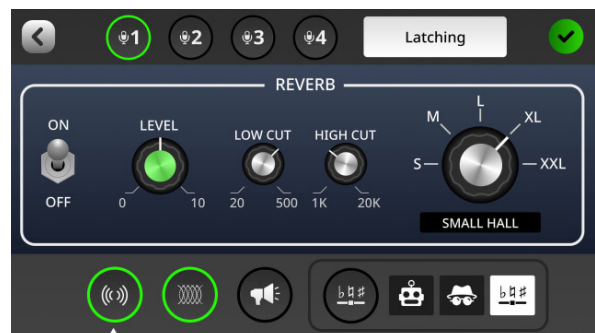 1 2 3 4 Latching
REVERB
ON LEVEL LOW CUT HIGH CUT M L XL
S XXL
OFF 0 10 20 500 1K 20K
SMALL HALL
♭♮♯ ♭♮♯